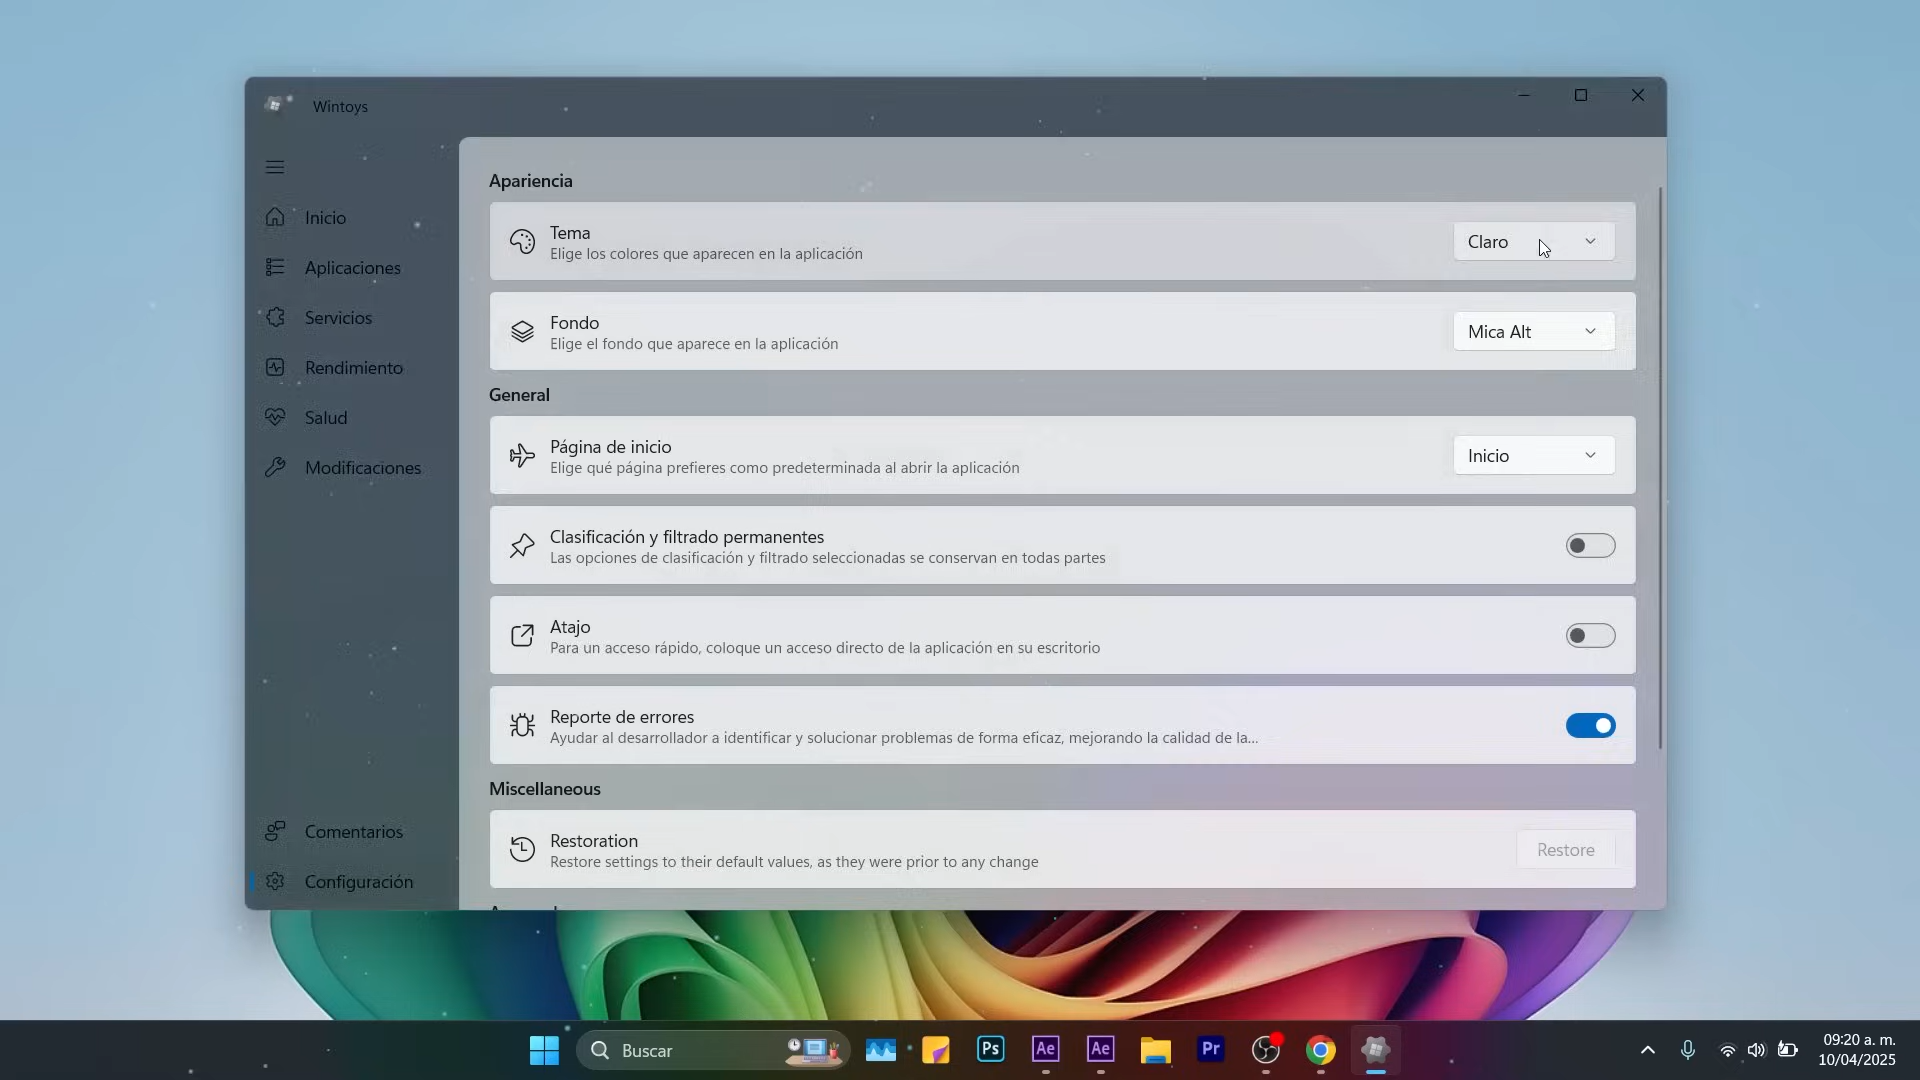 Wintoys
Inicio
Aplicaciones
Servicios
Rendimiento
Salud
Modificaciones
Comentarios
Configuración
Apariencia
Tema
Elige los colores que aparecen en la aplicación
Claro
Fondo
Elige el fondo que aparece en la aplicación
Mica Alt
General
Página de inicio
Elige qué página prefieres como predeterminada al abrir la aplicación
Inicio
Clasificación y filtrado permanentes
Las opciones de clasificación y filtrado seleccionadas se conservan en todas partes
Atajo
Para un acceso rápido, coloque un acceso directo de la aplicación en su escritorio
Reporte de errores
Ayudar al desarrollador a identificar y solucionar problemas de forma eficaz, mejorando la calidad de la...
Miscellaneous
Restoration
Restore settings to their default values, as they were prior to any change
Restore
Buscar
Ps
Ae
Ae
Pr
09:20 a. m.
10/04/2025